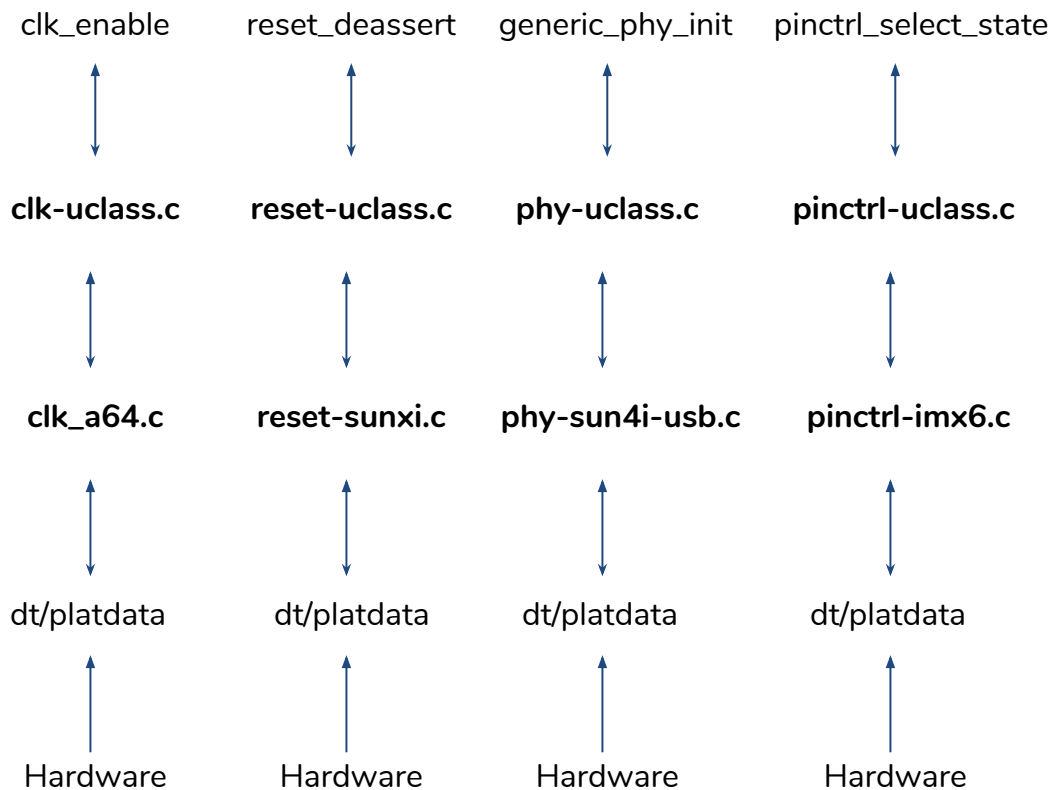 clk_enable reset_deassert generic_phy_init pinctrl_select_state
clk-uclass.c reset-uclass.c phy-uclass.c pinctrl-uclass.c
clk_a64.c reset-sunxi.c phy-sun4i-usb.c pinctrl-imx6.c
dt/platdata dt/platdata dt/platdata dt/platdata
Hardware Hardware Hardware Hardware